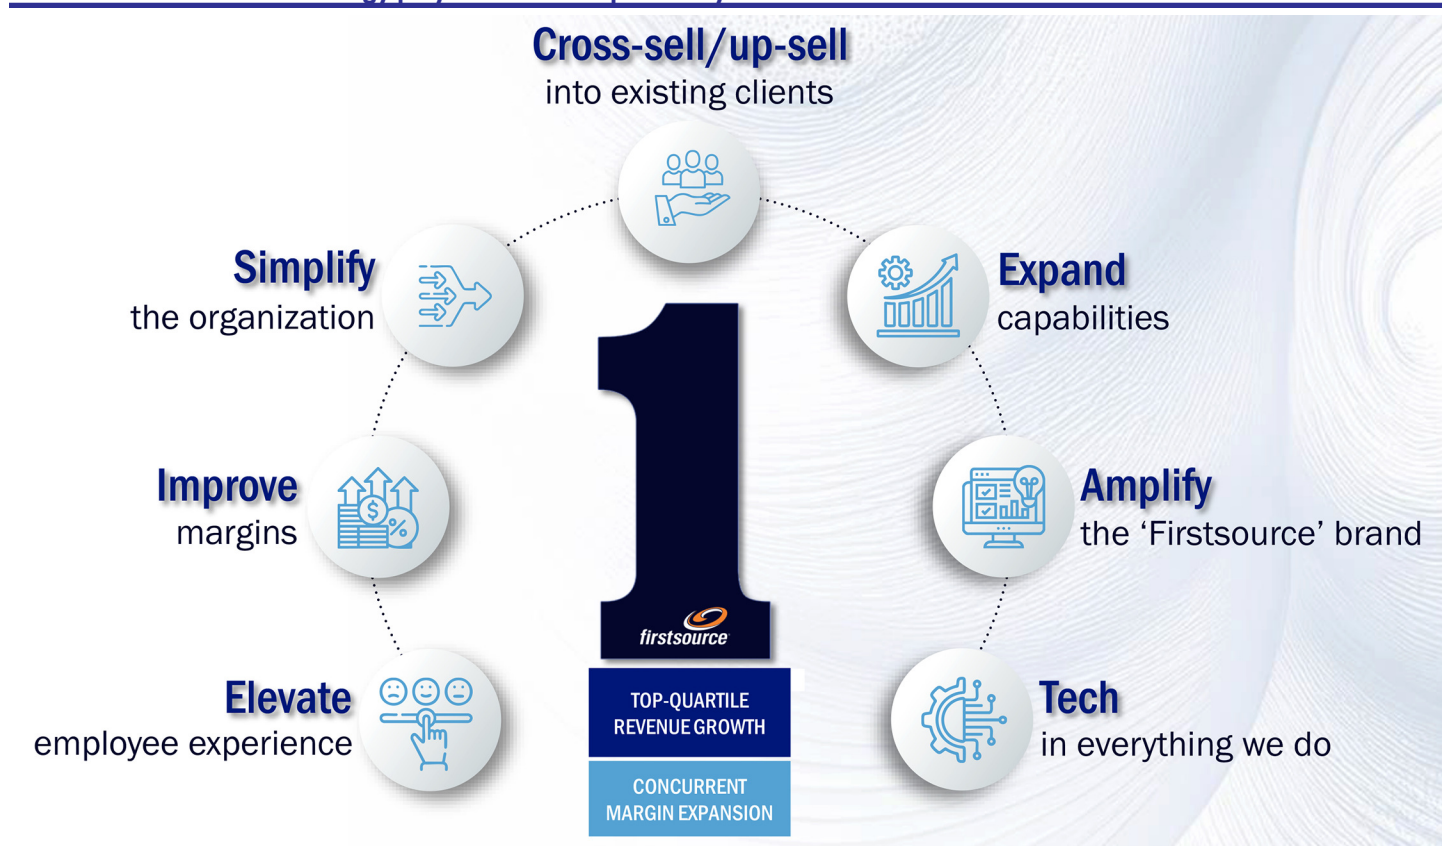 Cross-sell/up-sell
into existing clients
Simplify
the organization
Expand
capabilities
Improve
margins
Amplify
the ‘Firstsource’ brand
Elevate
employee experience
Tech
in everything we do
1
firstsource
TOP-QUARTILE
REVENUE GROWTH
CONCURRENT
MARGIN EXPANSION